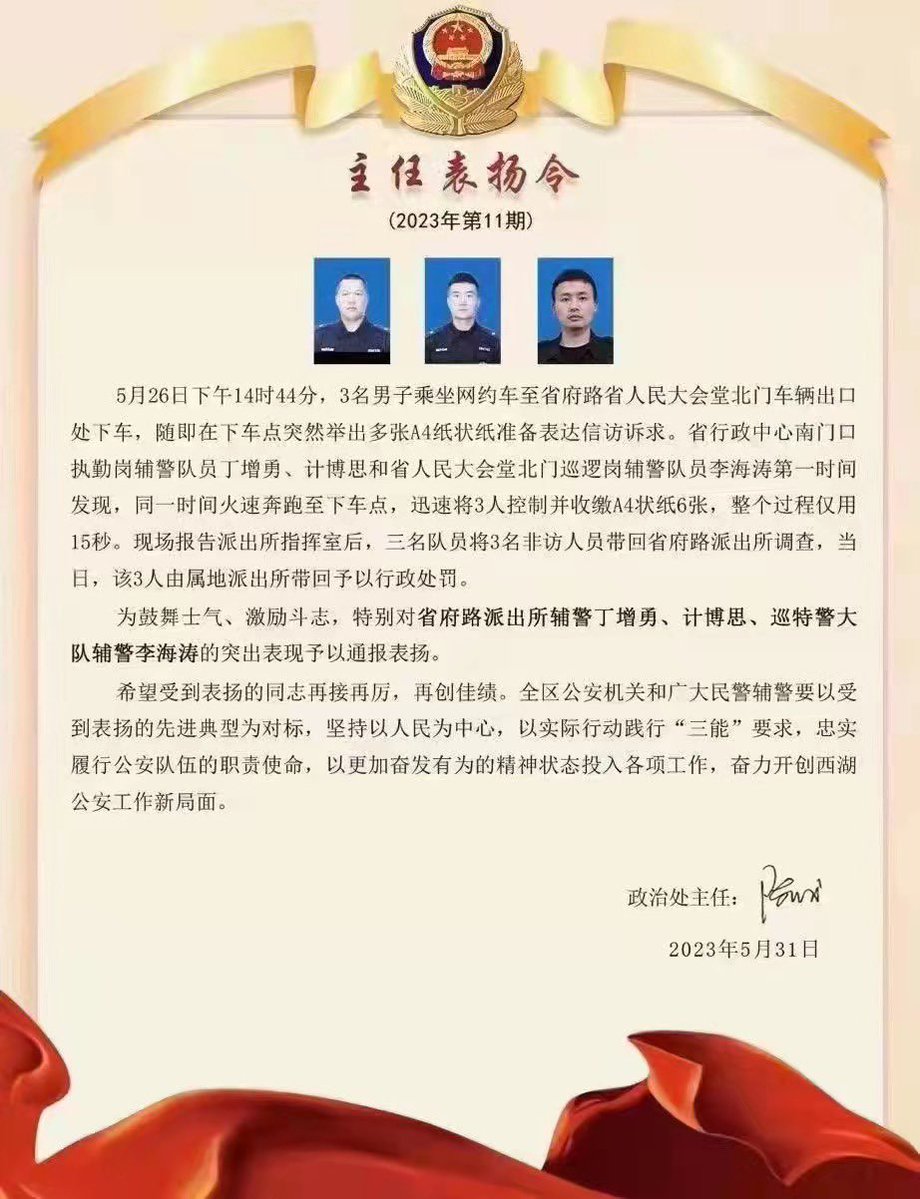 主任表扬令
(2023年第11期)
5月26日下午14时44分，3名男子乘坐网约车至省府路省人民大会堂北门车辆出口
处下车，随即在下车点突然举出多张A4纸状纸准备表达信访诉求。省行政中心南门口
执勤岗辅警队员丁增勇、计博思和省人民大会堂北门巡逻岗辅警队员李海涛第一时间
发现，同一时间火速奔跑至下车点，迅速将3人控制并收缴A4状纸6张，整个过程仅用
15秒。现场报告派出所指挥室后，三名队员将3名非访人员带回省府路派出所调查，当
日，该3人由属地派出所带回予以行政处罚。
为鼓舞士气、激励斗志，特别对省府路派出所辅警丁增勇、计博思、巡特警大
队辅警李海涛的突出表现予以通报表扬。
希望受到表扬的同志再接再厉，再创佳绩。全区公安机关和广大民警辅警要以受
到表扬的先进典型为对标，坚持以人民为中心，以实际行动践行“三能”要求，忠实
履行公安队伍的职责使命，以更加奋发有为的精神状态投入各项工作，奋力开创西湖
公安工作新局面。
政治处主任：
2023年5月31日